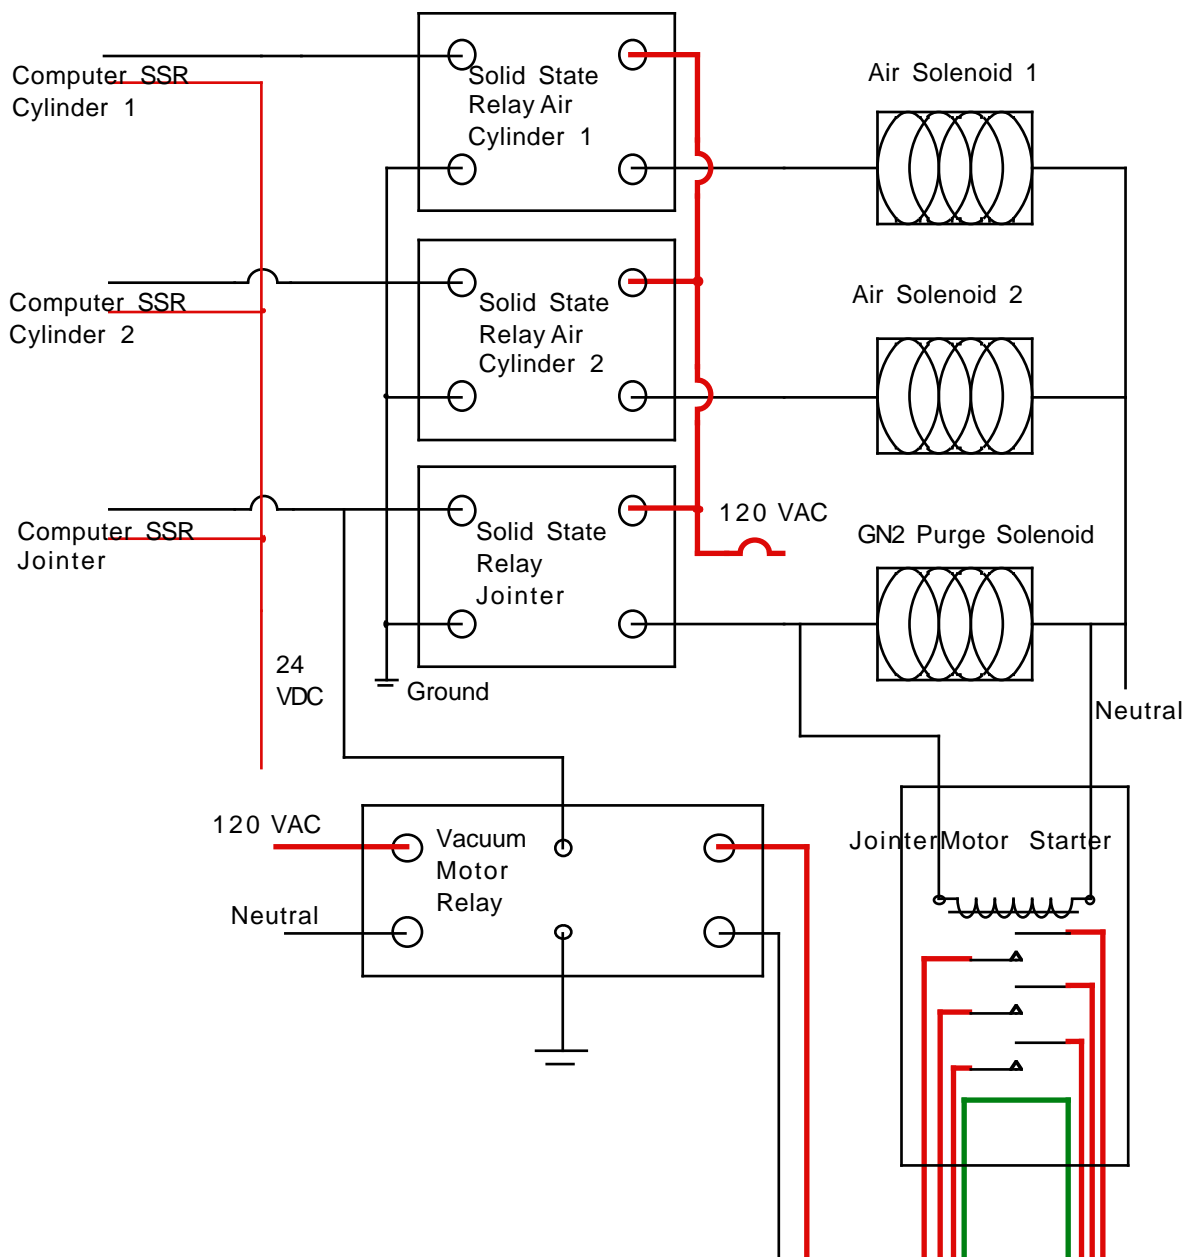 Computer SSR
Cylinder 1
Solid State
Relay Air
Cylinder 1
Air Solenoid 1
Computer SSR
Cylinder 2
Solid State
Relay Air
Cylinder 2
Air Solenoid 2
Computer SSR
Jointer
Solid State
Relay
Jointer
120 VAC
GN2 Purge Solenoid
24
VDC
Ground
Neutral
120 VAC
Neutral
Vacuum
Motor
Relay
JointerMotor Starter